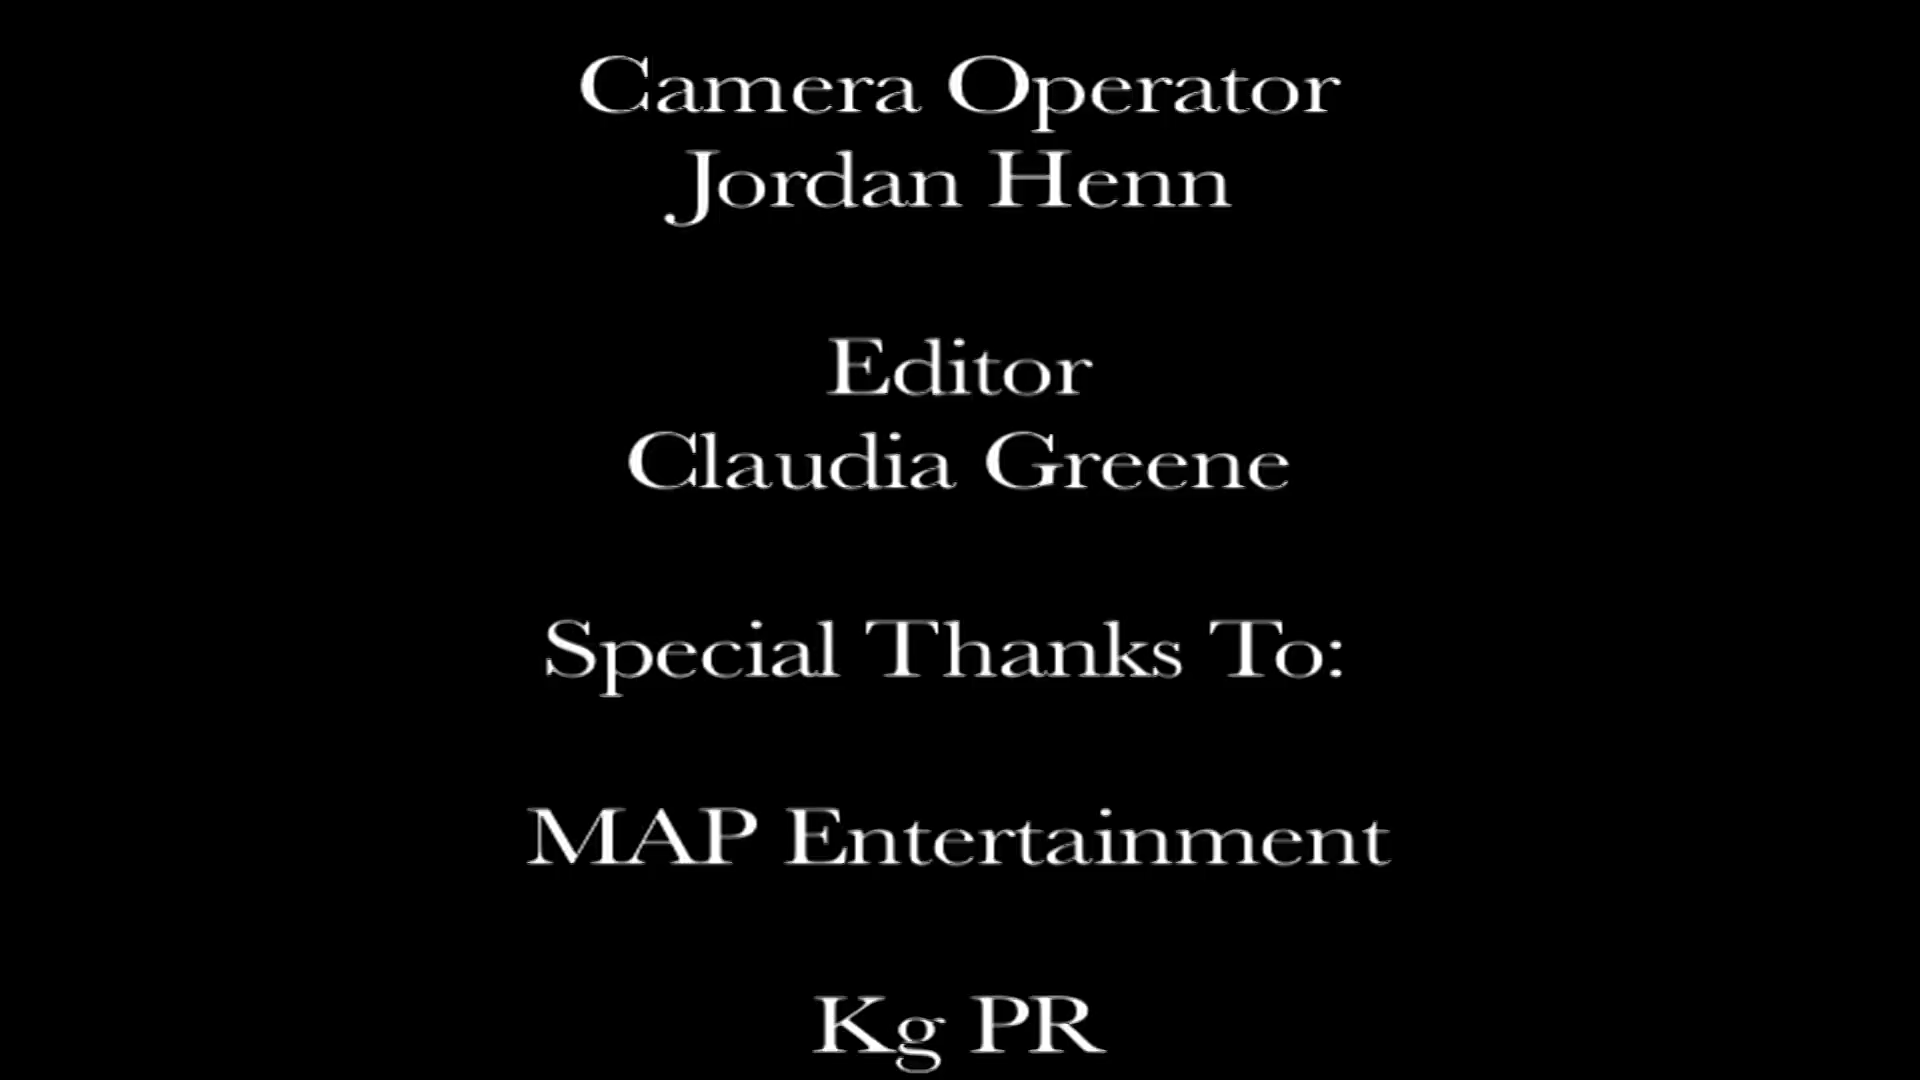 Camera Operator
Jordan Henn
Editor
Claudia Greene
Special Thanks To:
MAP Entertainment
Kg PR